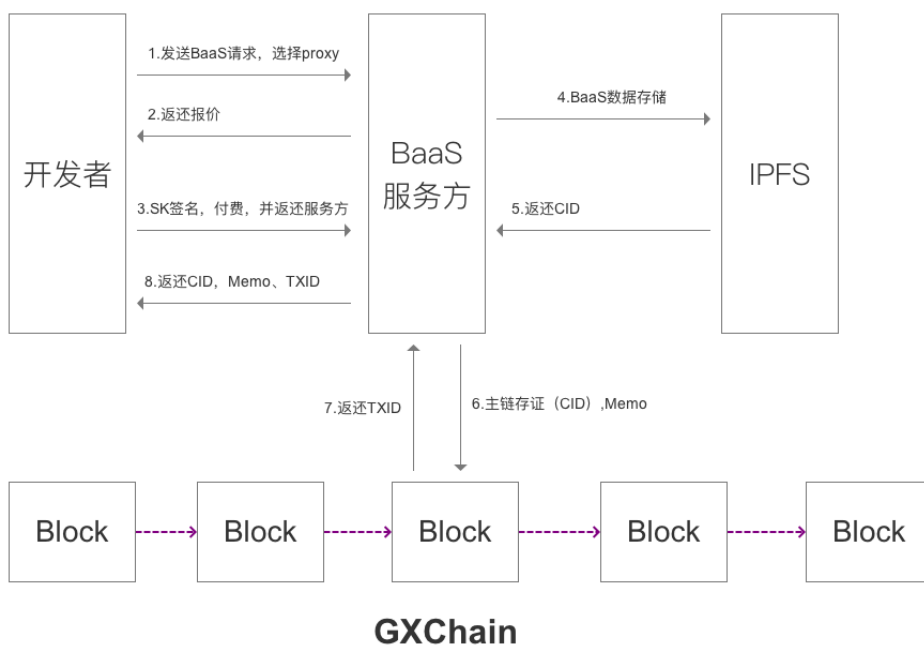 1.发送BaaS请求，选择proxy
2.返还报价
开发者
3.SK签名，付费，并返还服务方
8.返还CID，Memo、TXID
BaaS
服务方
4.BaaS数据存储
IPFS
5.返还CID
7.返还TXID
6.主链存证（CID）,Memo
Block
Block
Block
Block
Block
GXChain